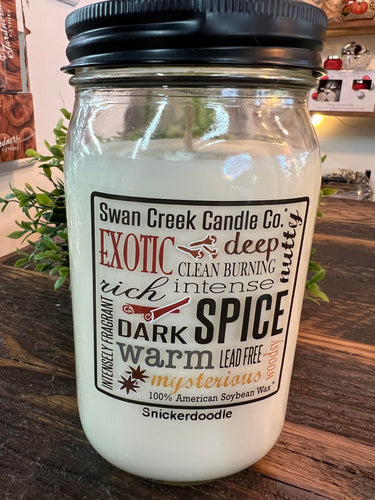 Swan Creek Candle Co.
EXOTIC
deep
nutty
CLEAN BURNING
rich
intense
INTENSELY FRAGRANT
DARK
SPICE
warm
LEAD FREE
woodsy
mysterious
100% American Soybean Wax
Snickerdoodle